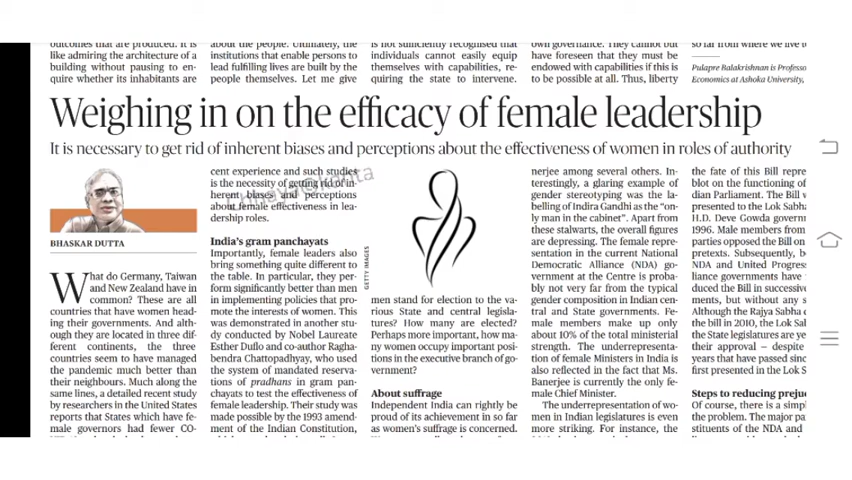 outcomes that are produced. It is
like admiring the architecture of a
building without pausing to en-
quire whether its inhabitants are
about the people. Ultimately, the
institutions that enable persons to
lead fulfilling lives are built by the
people themselves. Let me give
is not sufficiently recognised that
individuals cannot easily equip
themselves with capabilities, re-
quiring the state to intervene.
own governance. They cannot but
have foreseen that they must be
endowed with capabilities if this is
to be possible at all. Thus, liberty
so far from where we live t
Pulapre Balakrishnan is Profess
Economics at Ashoka University,
Weighing in on the efficacy of female leadership
It is necessary to get rid of inherent biases and perceptions about the effectiveness of women in roles of authority
BHASKAR DUTTA
What do Germany, Taiwan
and New Zealand have in
common? These are all
countries that have women head-
ing their governments. And alth-
ough they are located in three dif-
ferent continents, the three
countries seem to have managed
the pandemic much better than
their neighbours. Much along the
same lines, a detailed recent study
by researchers in the United States
reports that States which have fe-
male governors had fewer CO-
cent experience and such studies
is the necessity of getting rid of in-
herent biases and perceptions
about female effectiveness in lea-
dership roles.
India's gram panchayats
Importantly, female leaders also
bring something quite different to
the table. In particular, they per-
form significantly better than men
in implementing policies that pro-
mote the interests of women. This
was demonstrated in another stu-
dy conducted by Nobel Laureate
Esther Duflo and co-author Ragha-
bendra Chattopadhyay, who used
the system of mandated reserva-
tions of pradhans in gram pan-
chayats to test the effectiveness of
female leadership. Their study was
made possible by the 1993 amend-
ment of the Indian Constitution,
GETTY IMAGES
men stand for election to the va-
rious State and central legisla-
tures? How many are elected?
Perhaps more important, how ma-
ny women occupy important posi-
tions in the executive branch of go-
vernment?
About suffrage
Independent India can rightly be
proud of its achievement in so far
as women's suffrage is concerned.
nerjee among several others. In-
terestingly, a glaring example of
gender stereotyping was the la-
belling of Indira Gandhi as the "on-
ly man in the cabinet". Apart from
these stalwarts, the overall figures
are depressing. The female repre-
sentation in the current National
Democratic Alliance (NDA) go-
vernment at the Centre is proba-
bly not very far from the typical
gender composition in Indian cen-
tral and State governments. Fe-
male members make up only
about 10% of the total ministerial
strength. The underrepresenta-
tion of female Ministers in India is
also reflected in the fact that Ms.
Banerjee is currently the only fe-
male Chief Minister.
The underrepresentation of wo-
men in Indian legislatures is even
more striking. For instance, the
the fate of this Bill repre
blot on the functioning of
dian Parliament. The Bill v
presented to the Lok Sabh
H.D. Deve Gowda governm
1996. Male members from
parties opposed the Bill on
pretexts. Subsequently, b
NDA and United Progres
liance governments have
duced the Bill in successiv
ments, but without any s
Although the Rajya Sabha c
the bill in 2010, the Lok Sal
the State legislatures are ye
their approval – despite
years that have passed sinc
first presented in the Lok S
Steps to reducing preju
Of course, there is a simpl
the problem. The major pa
stituents of the NDA and